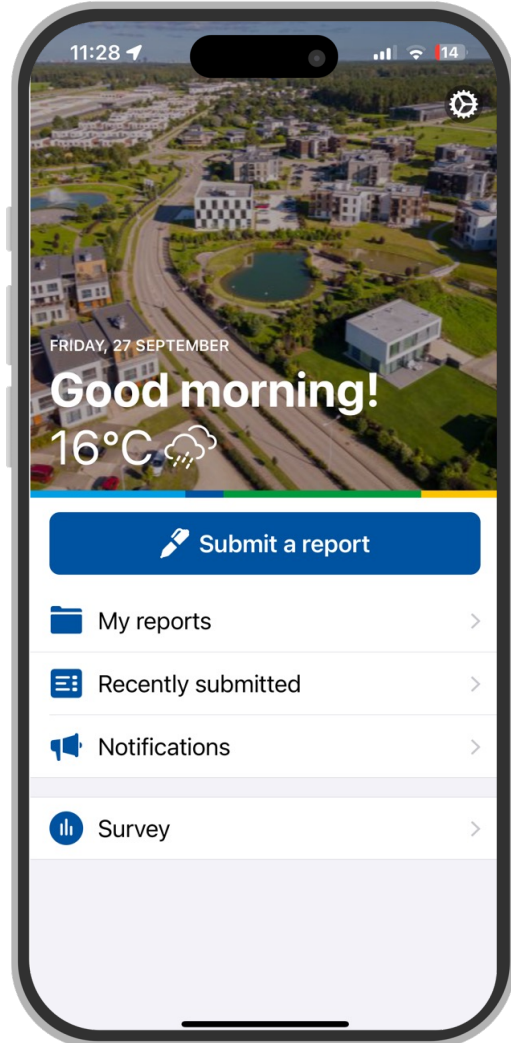 11:28
14
FRIDAY, 27 SEPTEMBER
Good morning!
16°C
Submit a report
My reports
Recently submitted
Notifications
Survey